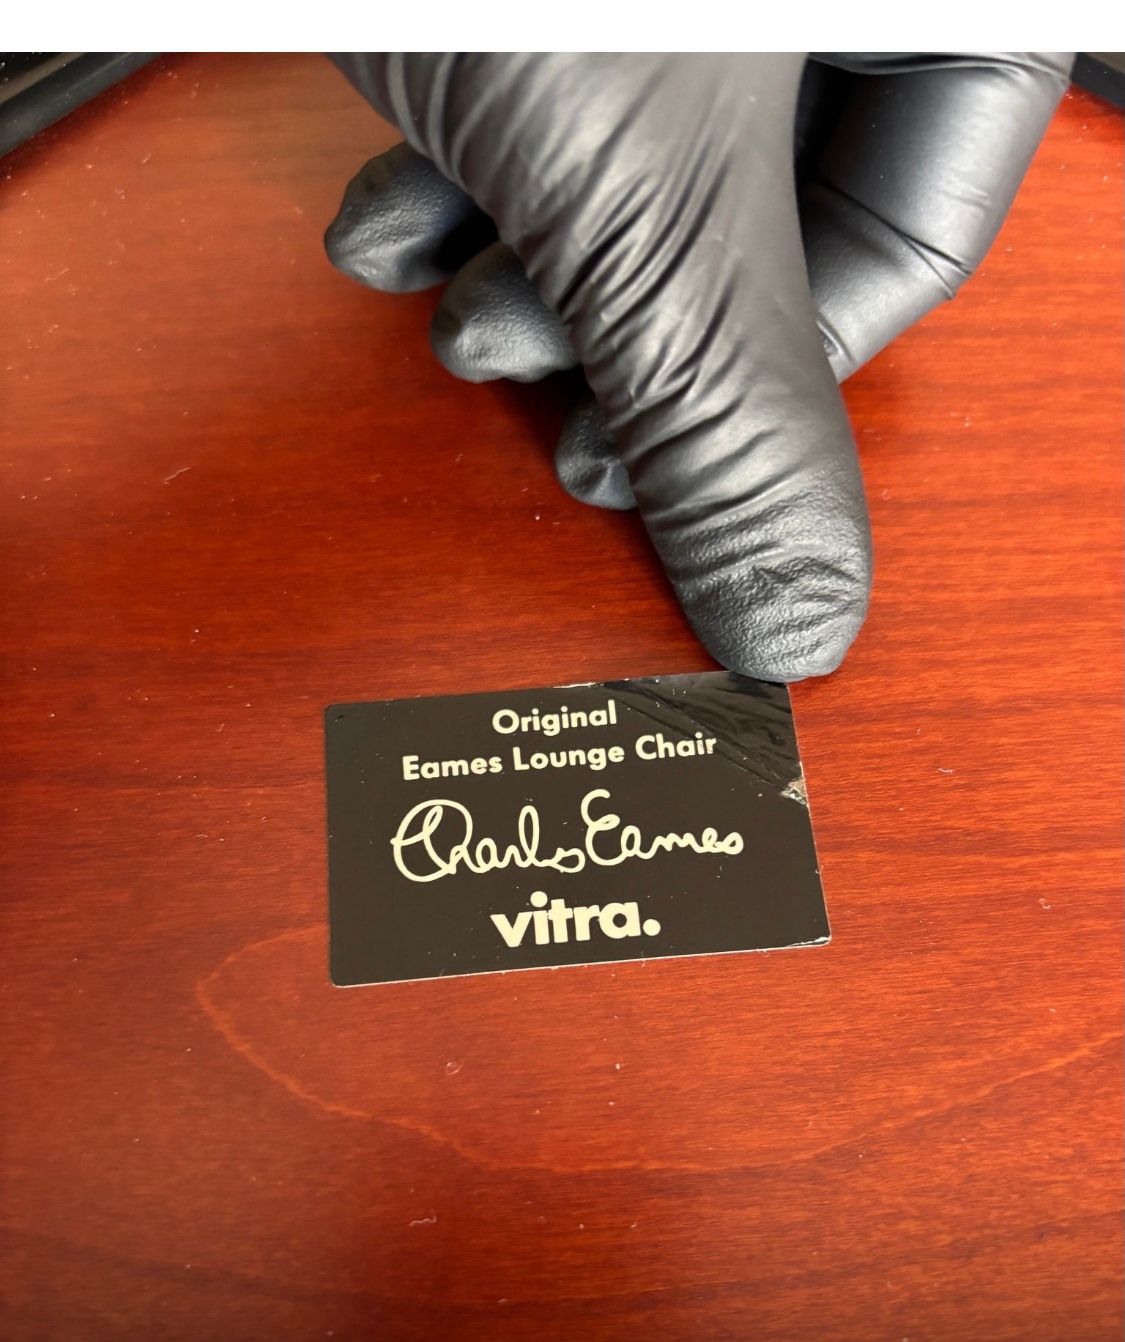 Original
Eames Lounge Chair
Charles Eames
vitra.